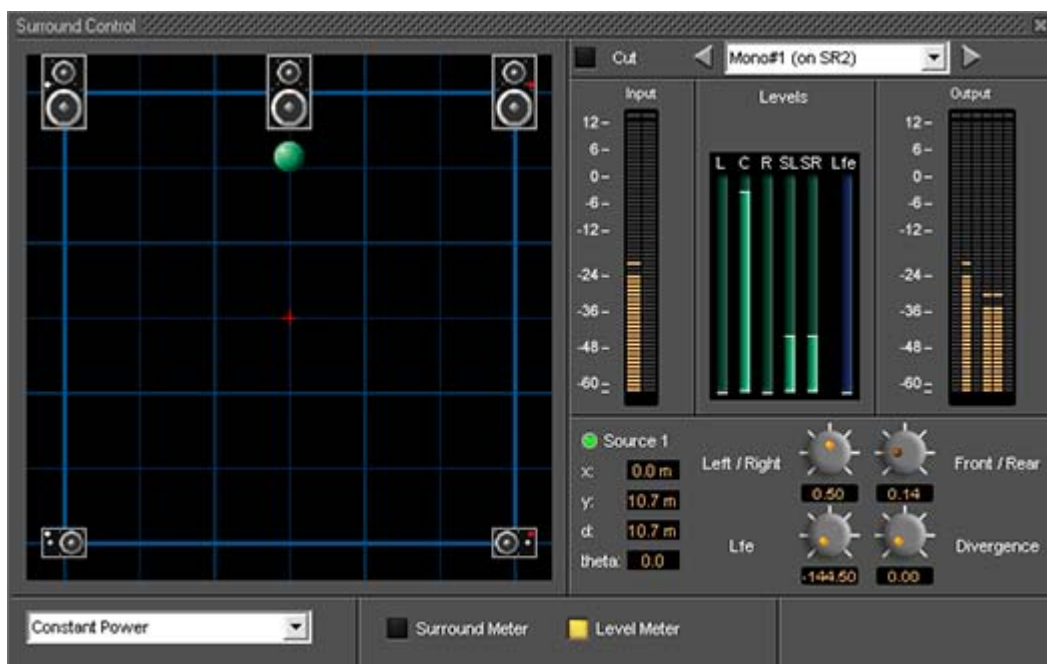 Surround Control
Cut
Mono#1 (on SR2)
Input
Levels
Output
12
6
0
-6
-12
-24
-36
-48
-60
L C R SL SR Lfe
12
6
0
-6
-12
-24
-36
-48
-60
Source 1
x: 0.0 m
y: 10.7 m
d: 10.7 m
theta: 0.0
Left / Right
0.50
0.14
Front / Rear
Lfe
-144.50
0.00
Divergence
Constant Power
Surround Meter
Level Meter